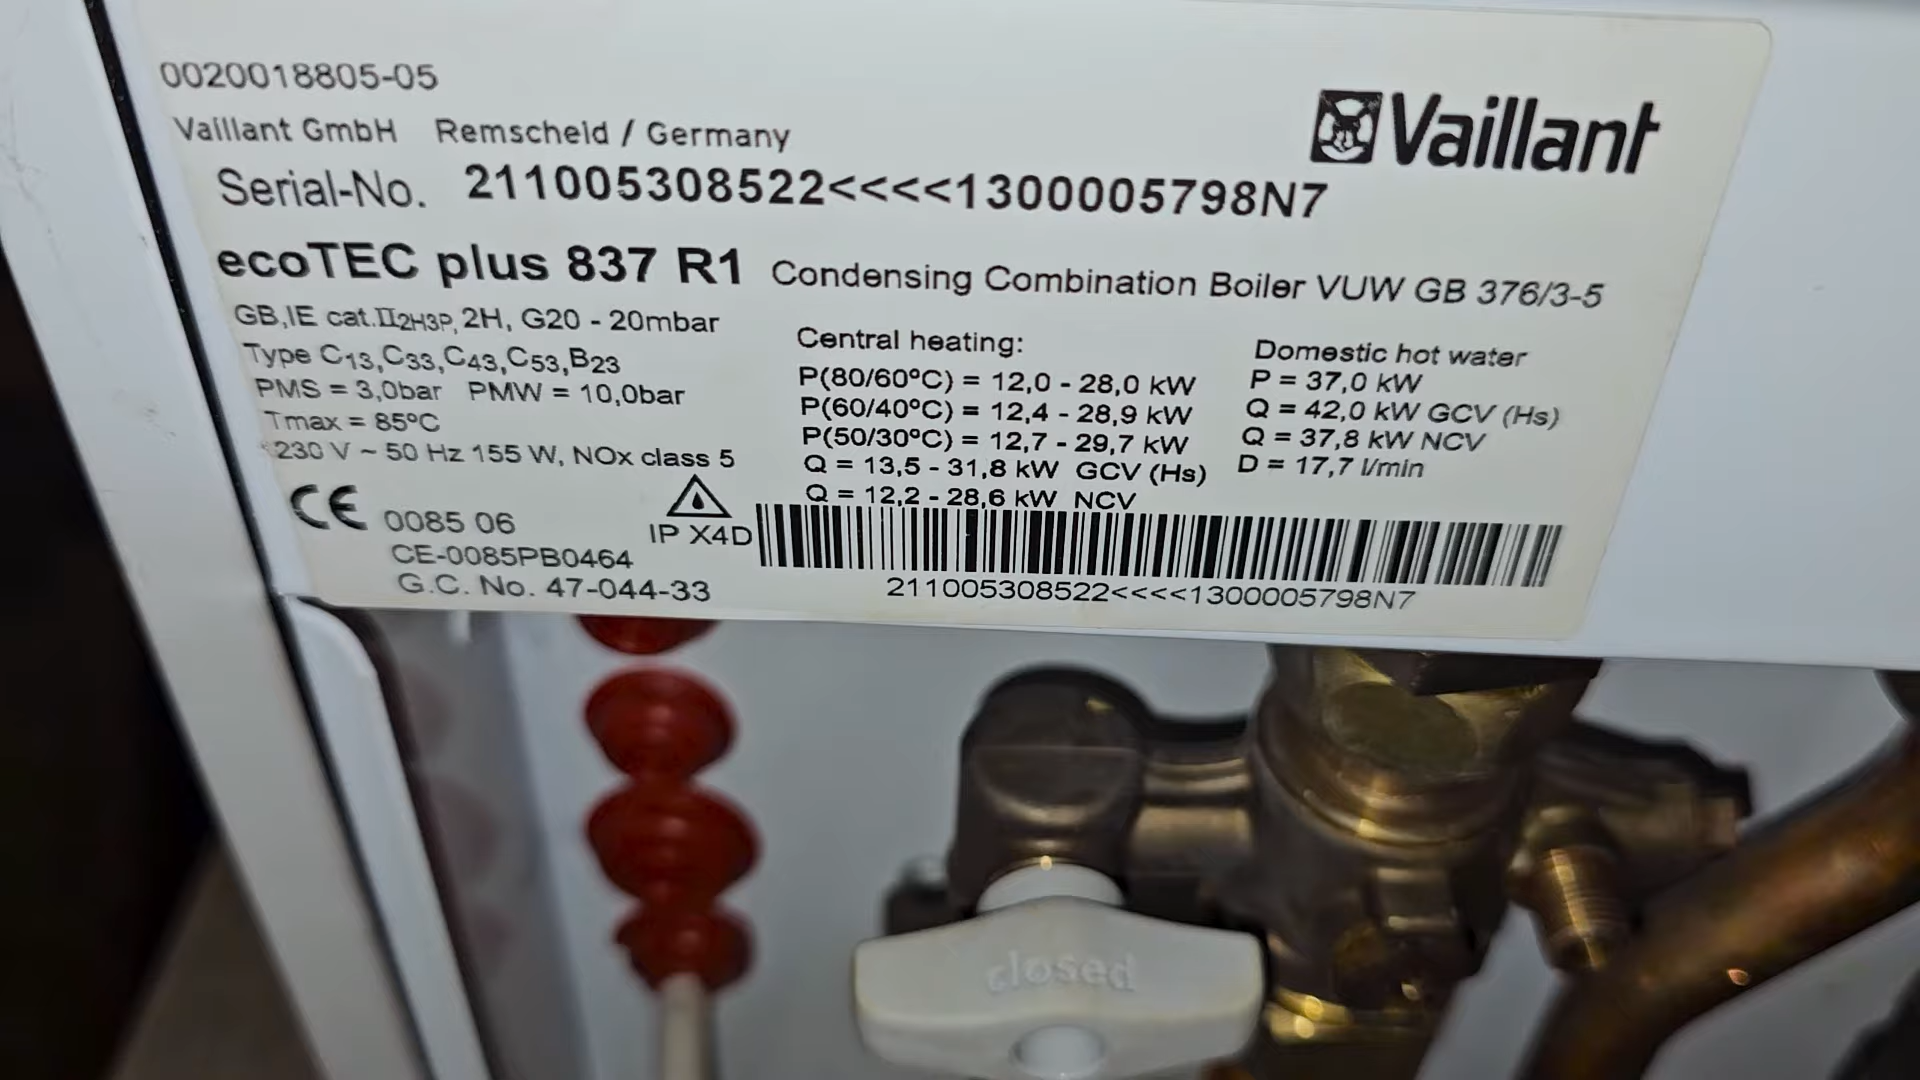 0020018805-05
Vaillant
Vaillant GmbH Remscheid / Germany
Serial-No. 211005308522<<<<1300005798N7
ecoTEC plus 837 R1 Condensing Combination Boiler VUW GB 376/3-5
GB,IE cat.II2H3P, 2H, G20 - 20mbar
Type C13,C33,C43,C53,B23
PMS = 3,0bar PMW = 10,0bar
Tmax = 85ºC
230 V ~ 50 Hz 155 W, NOx class 5
CE 0085 06
CE-0085PB0464
G.C. No. 47-044-33
IP X4D
Central heating:
P(80/60ºC) = 12,0 - 28,0 kW
P(60/40ºC) = 12,4 - 28,9 kW
P(50/30ºC) = 12,7 - 29,7 kW
Q = 13,5 - 31,8 kW GCV (Hs)
Q = 12,2 - 28,6 kW NCV
Domestic hot water
P = 37,0 kW
Q = 42,0 kW GCV (Hs)
Q = 37,8 kW NCV
D = 17,7 l/min
211005308522<<<<1300005798N7
closed